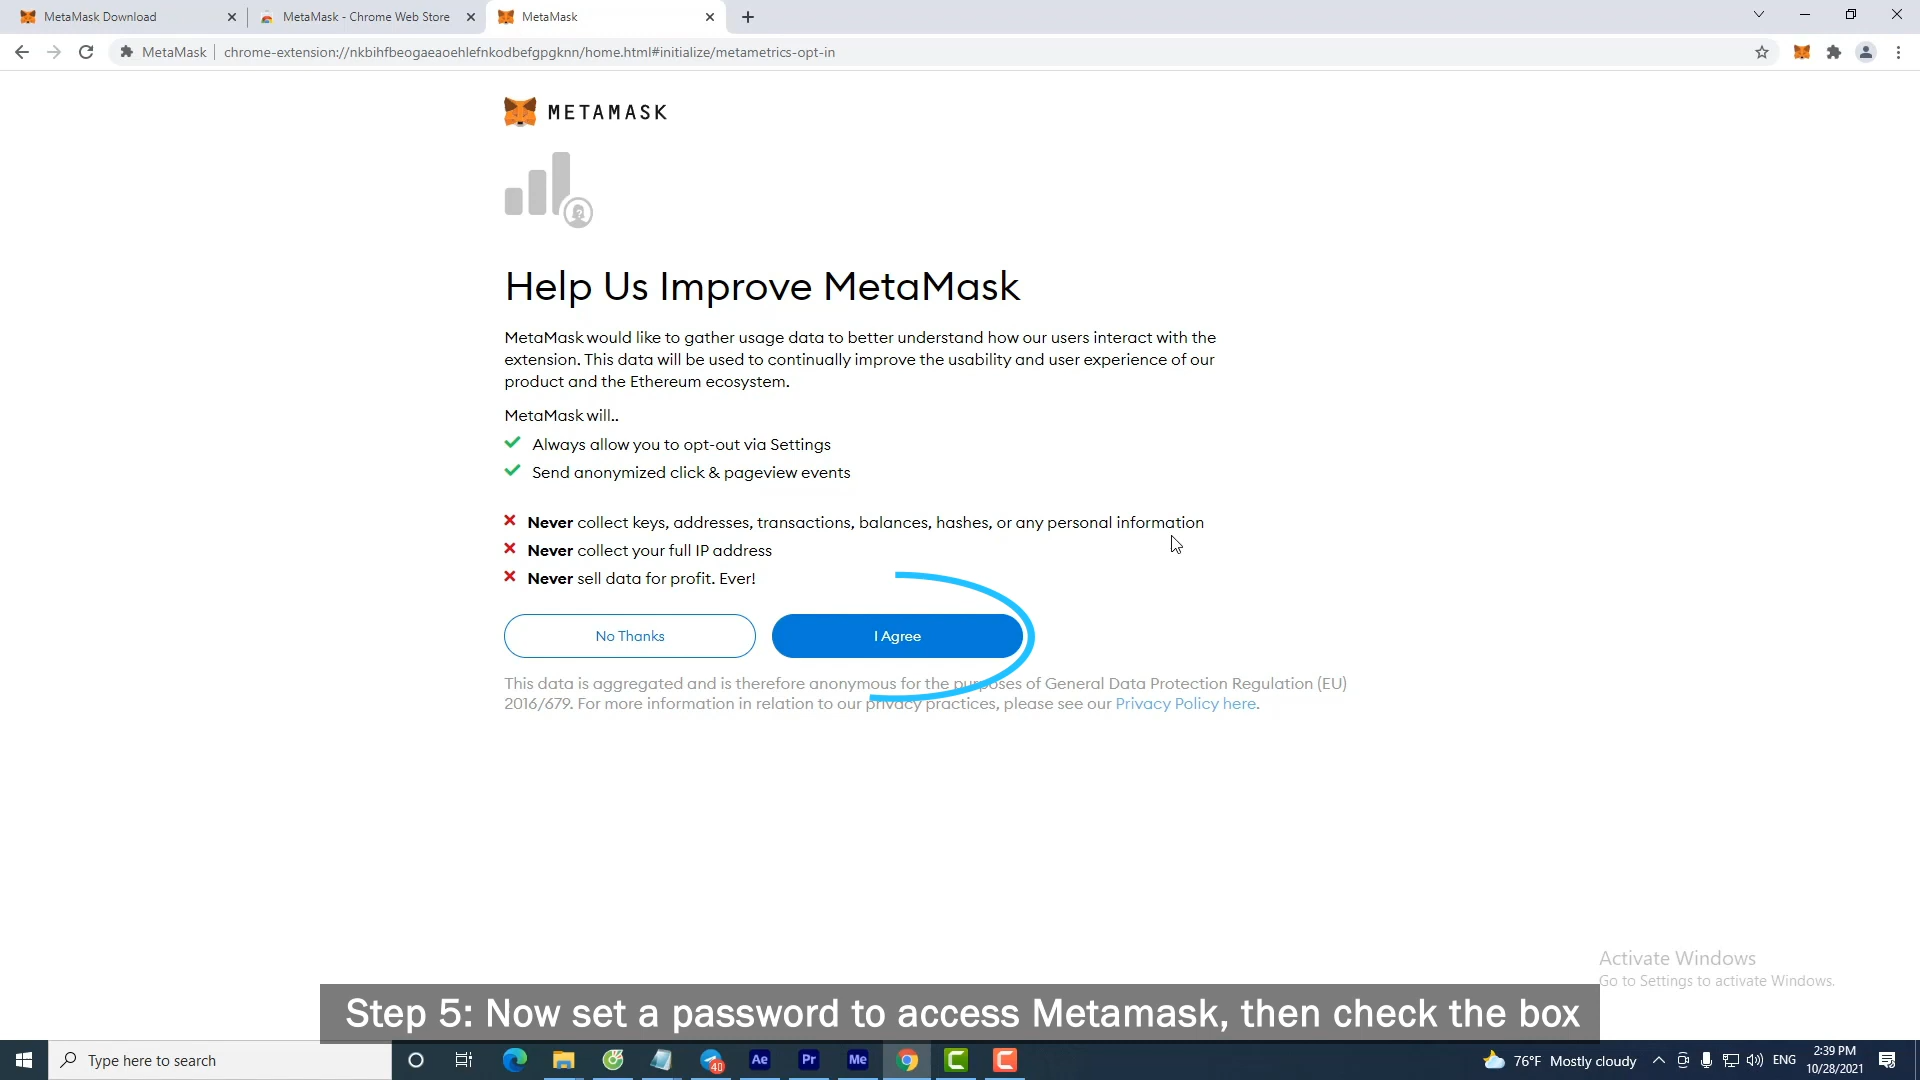 MetaMask Download
MetaMask - Chrome Web Store
MetaMask
MetaMask
chrome-extension://nkbihfbeogaeaoehlefnkodbefgpgknn/home.html#initialize/metametrics-opt-in
METAMASK
Help Us Improve MetaMask
MetaMask would like to gather usage data to better understand how our users interact with the
extension. This data will be used to continually improve the usability and user experience of our
product and the Ethereum ecosystem.
MetaMask will..
Always allow you to opt-out via Settings
Send anonymized click & pageview events
Never collect keys, addresses, transactions, balances, hashes, or any personal information
Never collect your full IP address
Never sell data for profit. Ever!
No Thanks
I Agree
This data is aggregated and is therefore anonymous for the purposes of General Data Protection Regulation (EU)
2016/679. For more information in relation to our privacy practices, please see our Privacy Policy here.
Activate Windows
Go to Settings to activate Windows.
Step 5: Now set a password to access Metamask, then check the box
Type here to search
40
Ae
Pr
Me
76°F Mostly cloudy
ENG
2:39 PM
10/28/2021